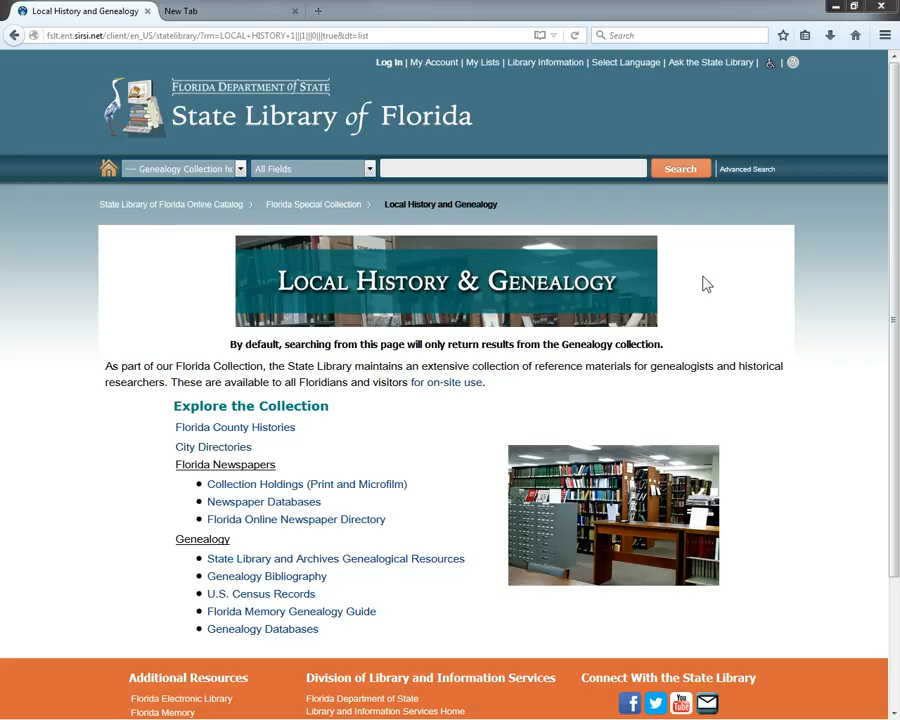 Local History and Genealogy
New Tab
fslt.ent.sirsi.net/client/en_US/statelibrary/?rm=LOCAL+HISTORY+1|||1|||0|||true&dt=list
Search
Log In | My Account | My Lists | Library Information | Select Language | Ask the State Library |
FLORIDA DEPARTMENT of STATE
State Library of Florida
--- Genealogy Collection ho
All Fields
Search
Advanced Search
State Library of Florida Online Catalog
Florida Special Collection
Local History and Genealogy
LOCAL HISTORY & GENEALOGY
By default, searching from this page will only return results from the Genealogy collection.
As part of our Florida Collection, the State Library maintains an extensive collection of reference materials for genealogists and historical
researchers. These are available to all Floridians and visitors for on-site use.
Explore the Collection
Florida County Histories
City Directories
Florida Newspapers
Collection Holdings (Print and Microfilm)
Newspaper Databases
Florida Online Newspaper Directory
Genealogy
State Library and Archives Genealogical Resources
Genealogy Bibliography
U.S. Census Records
Florida Memory Genealogy Guide
Genealogy Databases
Additional Resources
Division of Library and Information Services
Connect With the State Library
Florida Electronic Library
Florida Department of State
Florida Memory
Library and Information Services Home
You Tube